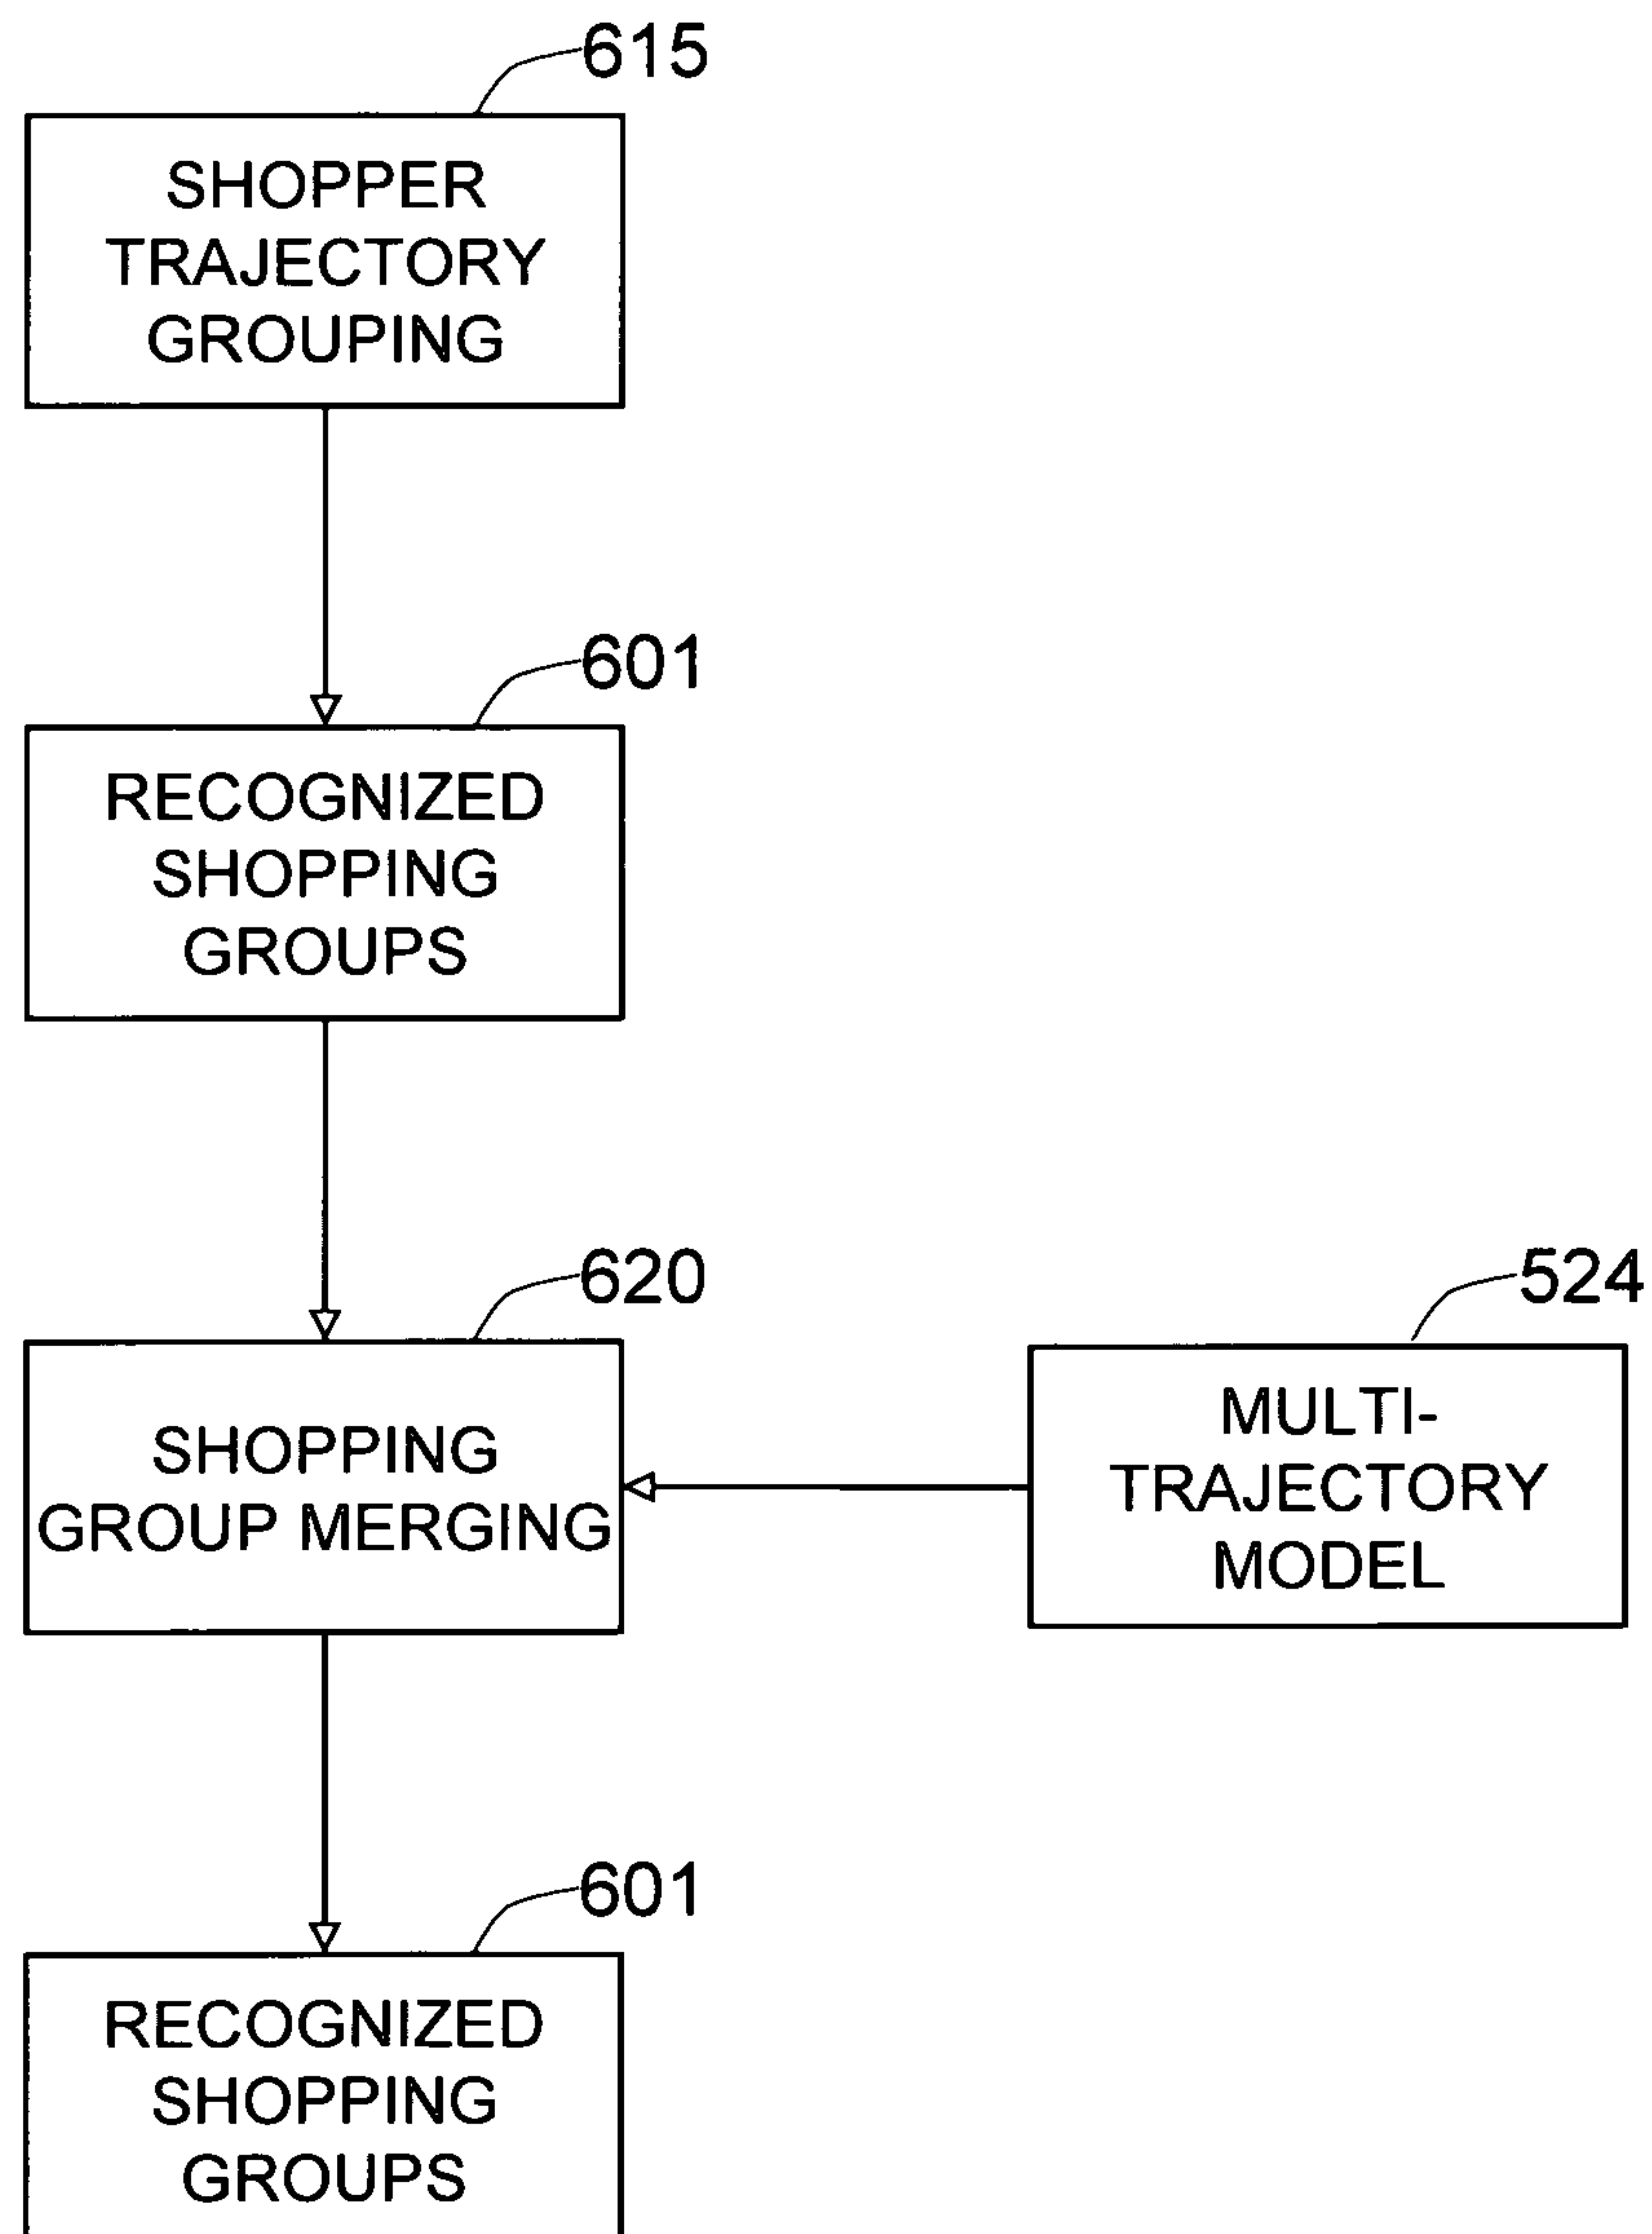 615
SHOPPER
TRAJECTORY
GROUPING
601
RECOGNIZED
SHOPPING
GROUPS
620
SHOPPING
GROUP MERGING
524
MULTI-
TRAJECTORY
MODEL
601
RECOGNIZED
SHOPPING
GROUPS